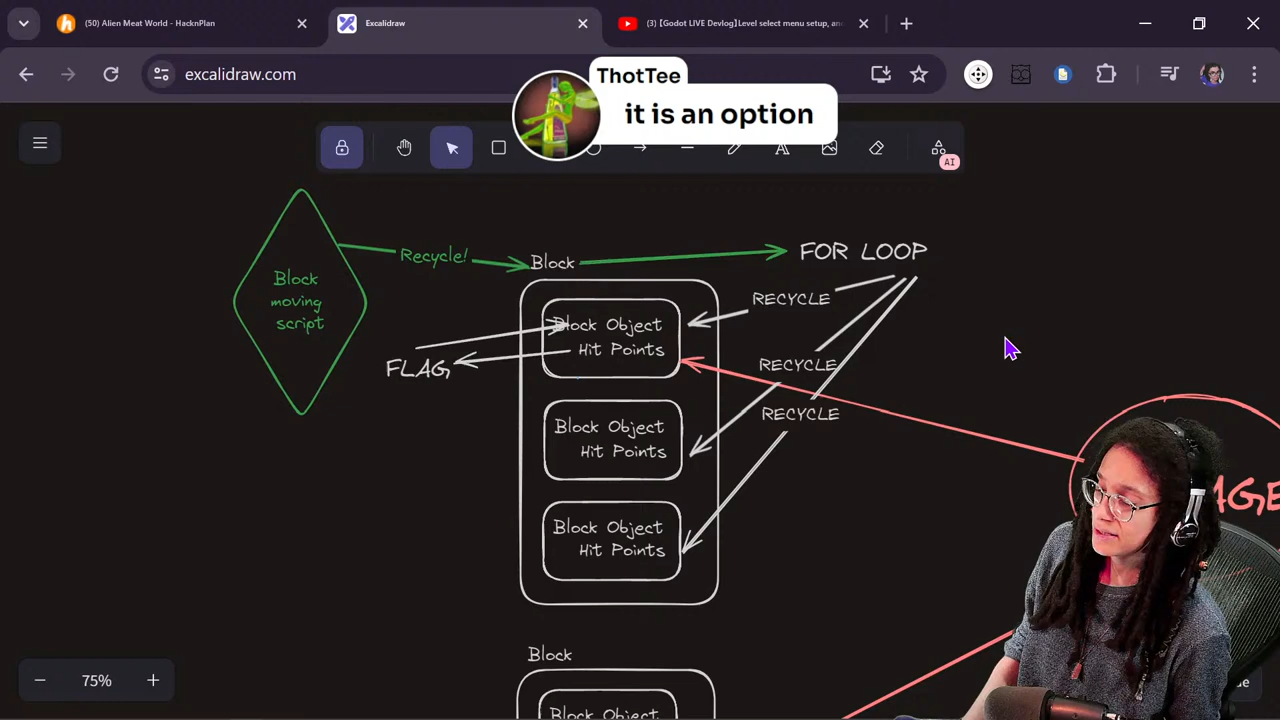 (50) Alien Meat World - HacknPlan
Excalidraw
(3) [Godot LIVE Devlog]Level select menu setup, an
excalidraw.com
ThotTee
it is an option
A
AI
Recycle!
Block
FOR LOOP
Block
moving
script
RECYCLE
Block Object
Hit Points
FLAG
RECYCLE
RECYCLE
Block Object
Hit Points
AGE
Block Object
Hit Points
Block
75%
Block Object